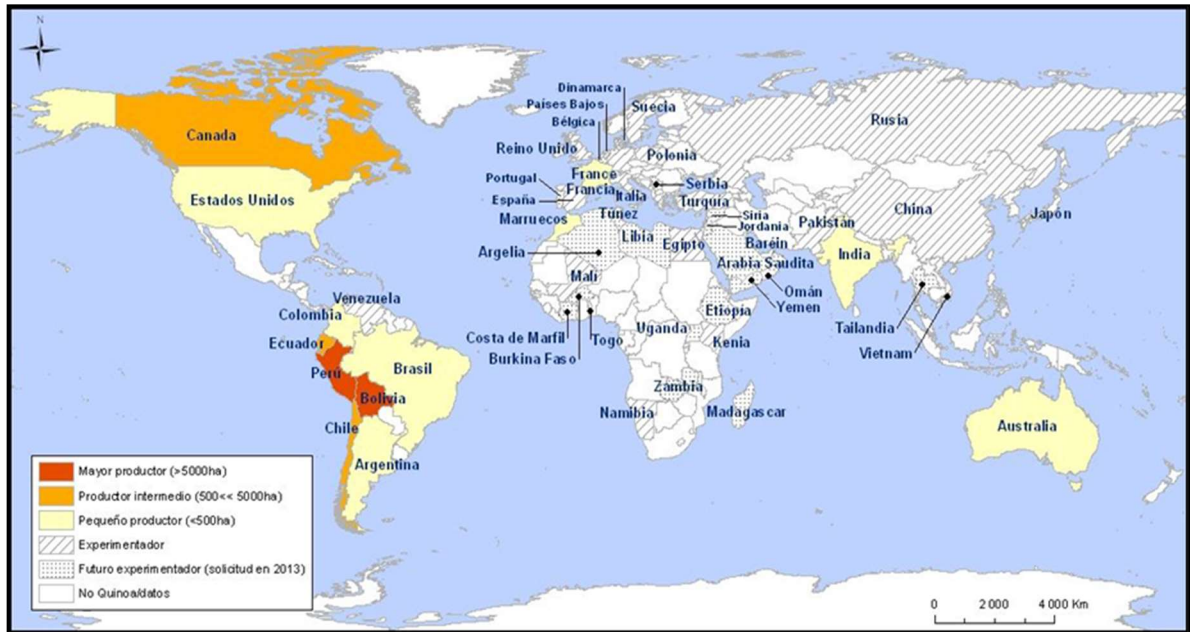 N
Dinamarca
Países Bajos
Suecia
Bélgica
Rusia
Canada
Reino Unido
Polonia
France
Portugal
Francia
Serbia
Estados Unidos
España
Italia
Turquía
China
Marruecos
Túnez
Siria
Pakistán
Japón
Jordania
Libia
Egipto
Baréin
Argelia
India
Arabia Saudita
Malí
Omán
Venezuela
Yemen
Colombia
Etiopía
Ecuador
Costa de Marfil
Togo
Uganda
Kenia
Tailandia
Burkina Faso
Vietnam
Perú
Brasil
Bolivia
Zambia
Namibia
Madagascar
Chile
Australia
Argentina
Mayor productor (>5000ha)
Productor intermedio (500<< 5000ha)
Pequeño productor (<500ha)
Experimentador
Futuro experimentador (solicitud en 2013)
No Quinoa/datos
0 2 000 4 000 Km